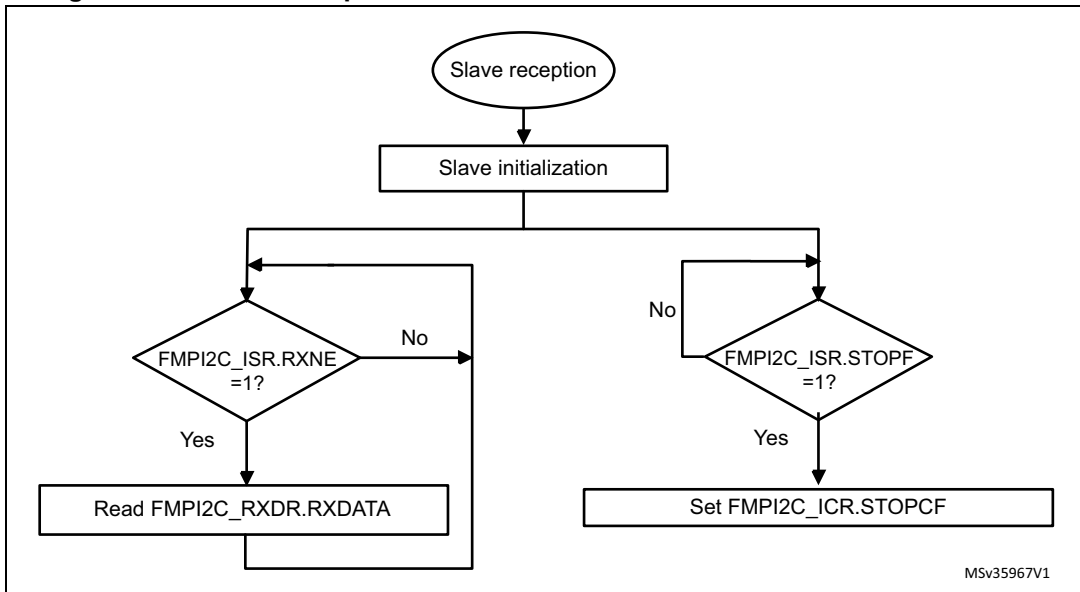 Slave reception
Slave initialization
No
No
FMPI2C_ISR.RXNE
=1?
FMPI2C_ISR.STOPF
=1?
Yes
Yes
Read FMPI2C_RXDR.RXDATA
Set FMPI2C_ICR.STOPCF
MSv35967V1